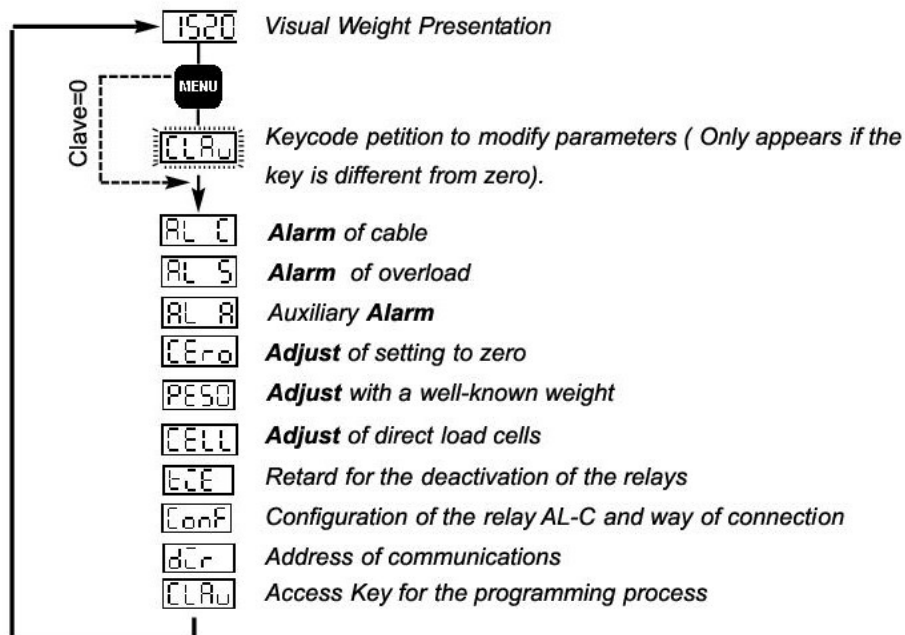 1520 Visual Weight Presentation
MENU
Clave=0
CLAv Keycode petition to modify parameters ( Only appears if the
key is different from zero).
AL C Alarm of cable
AL S Alarm of overload
AL A Auxiliary Alarm
CEro Adjust of setting to zero
PESO Adjust with a well-known weight
CELL Adjust of direct load cells
Retard for the deactivation of the relays
ConF Configuration of the relay AL-C and way of connection
dir Address of communications
CLAv Access Key for the programming process